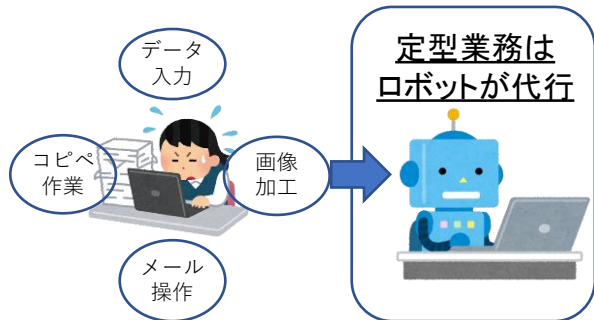 データ
入力
コピペ
作業
画像
加工
メール
操作
定型業務は
ロボットが代行